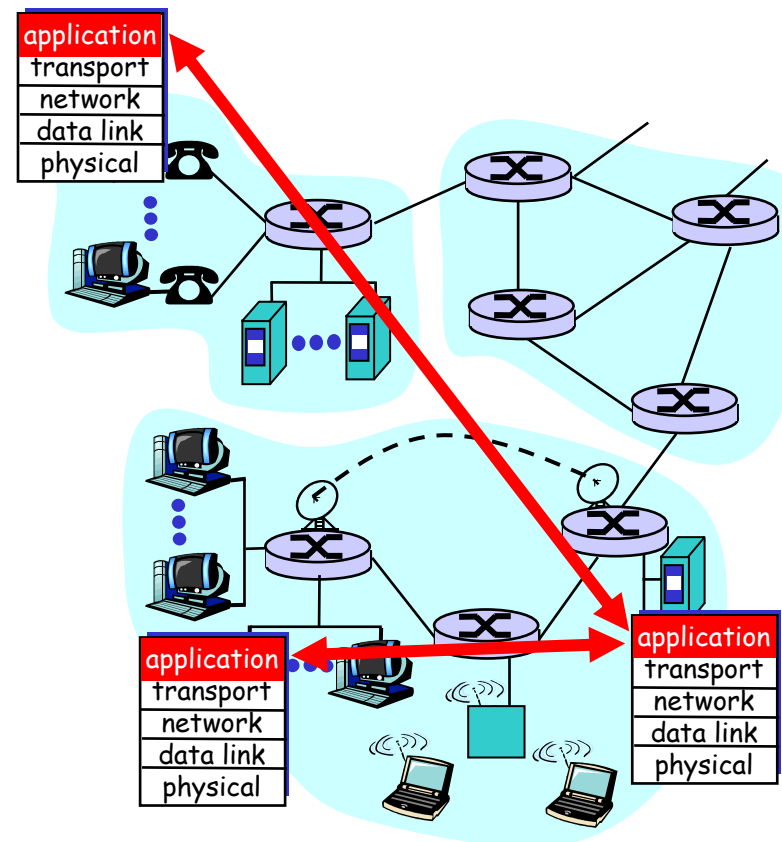 application
transport
network
data link
physical
application
transport
network
data link
physical
application
transport
network
data link
physical